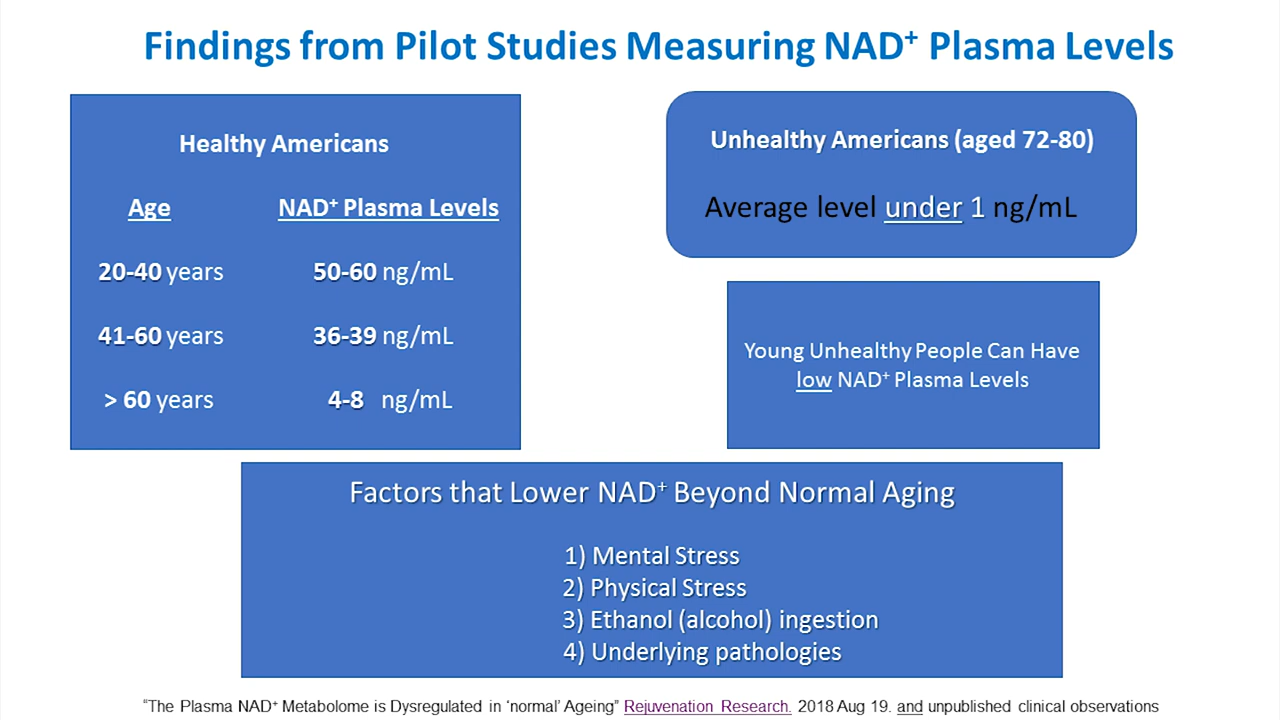 Findings from Pilot Studies Measuring NAD⁺ Plasma Levels
Healthy Americans
Age NAD⁺ Plasma Levels
20-40 years 50-60 ng/mL
41-60 years 36-39 ng/mL
> 60 years 4-8 ng/mL
Unhealthy Americans (aged 72-80)
Average level under 1 ng/mL
Young Unhealthy People Can Have
low NAD⁺ Plasma Levels
Factors that Lower NAD⁺ Beyond Normal Aging
1) Mental Stress
2) Physical Stress
3) Ethanol (alcohol) ingestion
4) Underlying pathologies
“The Plasma NAD⁺ Metabolome is Dysregulated in ‘normal’ Ageing” Rejuvenation Research. 2018 Aug 19. and unpublished clinical observations